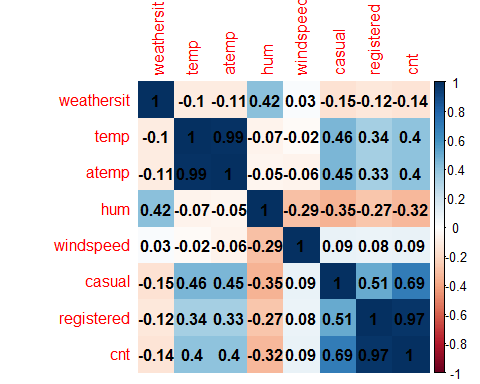 weathersit temp atemp hum windspeed casual registered cnt
weathersit 1 -0.1 -0.11 0.42 0.03 -0.15 -0.12 -0.14
temp -0.1 1 0.99 -0.07 -0.02 0.46 0.34 0.4
atemp -0.11 0.99 1 -0.05 -0.06 0.45 0.33 0.4
hum 0.42 -0.07 -0.05 1 -0.29 -0.35 -0.27 -0.32
windspeed 0.03 -0.02 -0.06 -0.29 1 0.09 0.08 0.09
casual -0.15 0.46 0.45 -0.35 0.09 1 0.51 0.69
registered -0.12 0.34 0.33 -0.27 0.08 0.51 1 0.97
cnt -0.14 0.4 0.4 -0.32 0.09 0.69 0.97 1
1
0.8
0.6
0.4
0.2
0
-0.2
-0.4
-0.6
-0.8
-1